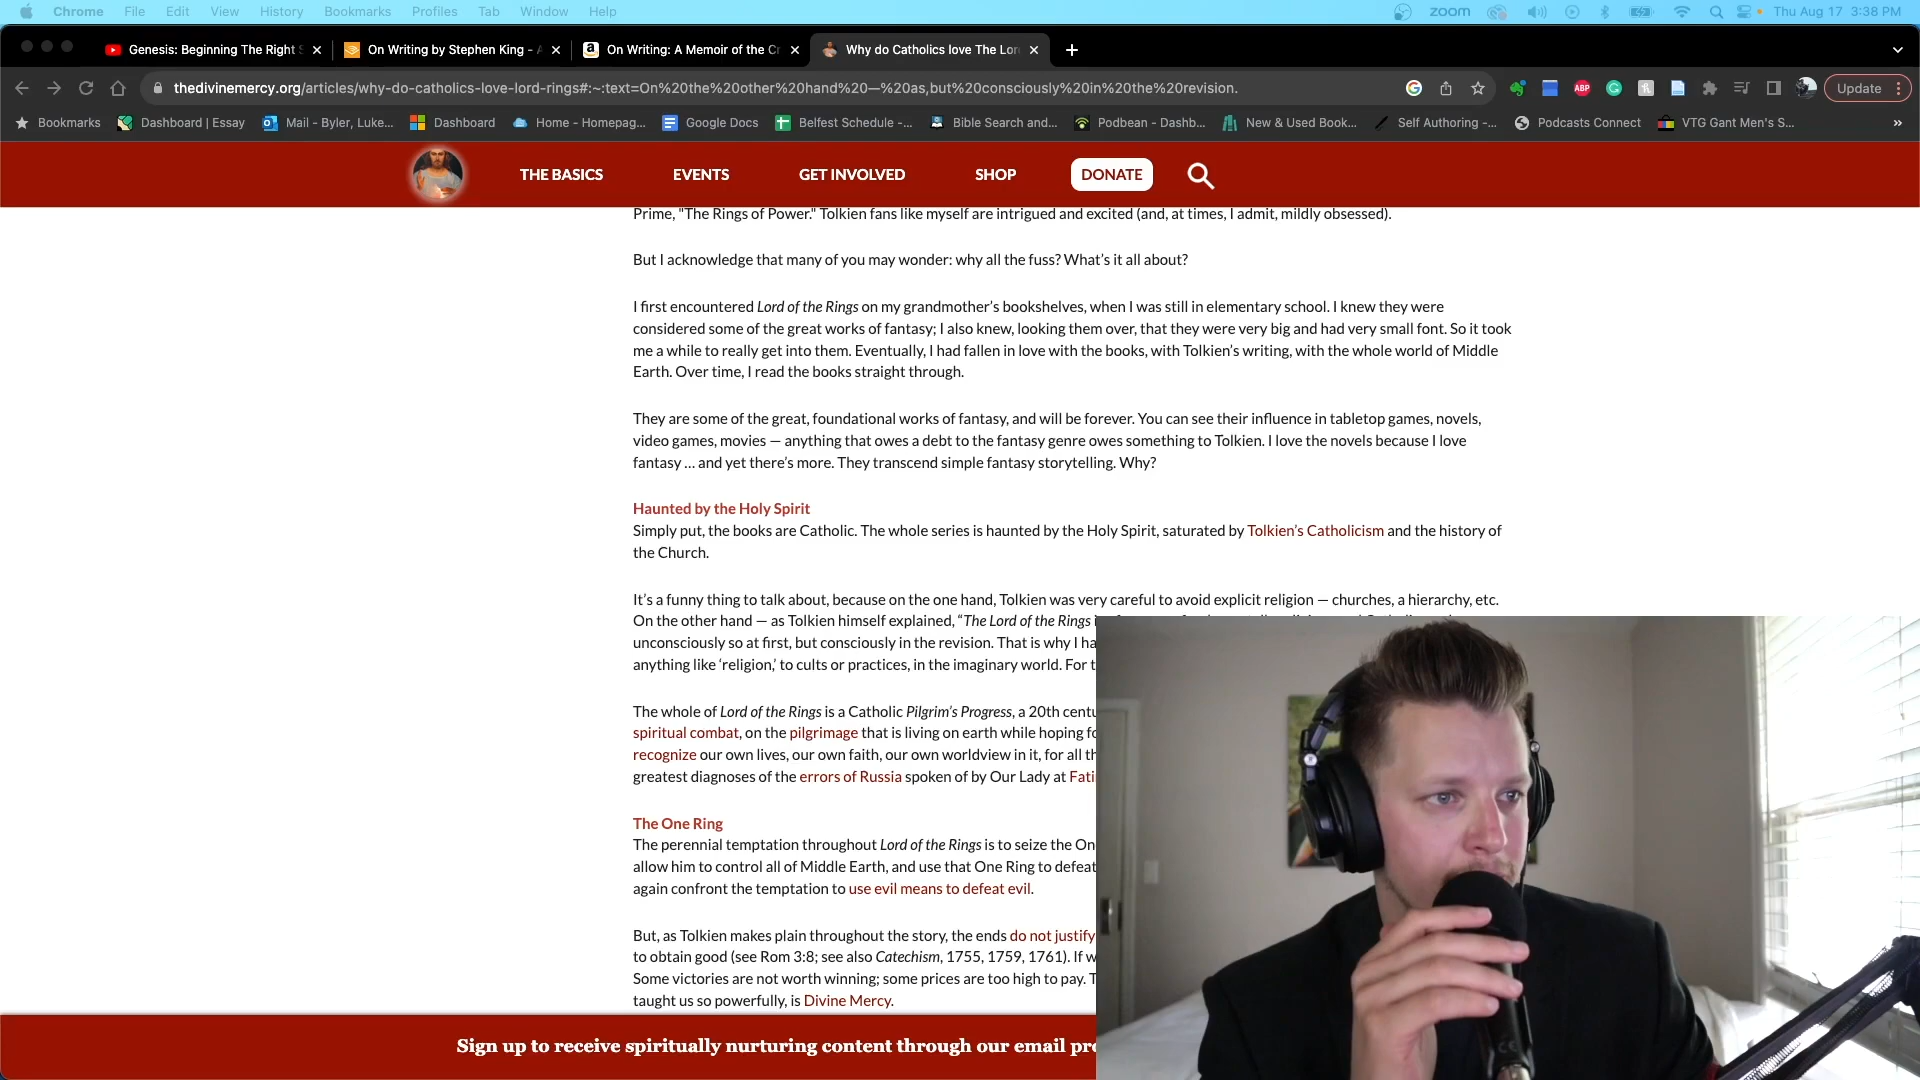 Chrome File Edit View History Bookmarks Profiles Tab Window Help zoom Thu Aug 17 3:38 PM
Genesis: Beginning The Right S On Writing by Stephen King - A On Writing: A Memoir of the Cr Why do Catholics love The Lor
thedivinemercy.org/articles/why-do-catholics-love-lord-rings#:~:text=On%20the%20other%20hand%20—%20as,but%20consciously%20in%20the%20revision. ABP Update
Bookmarks Dashboard | Essay Mail - Byler, Luke... Dashboard Home - Homepag... Google Docs Belfest Schedule -... Bible Search and... Podbean - Dashb... New & Used Book... Self Authoring -... Podcasts Connect VTG Gant Men's S... »
THE BASICS EVENTS GET INVOLVED SHOP DONATE
Prime, "The Rings of Power." Tolkien fans like myself are intrigued and excited (and, at times, I admit, mildly obsessed).
But I acknowledge that many of you may wonder: why all the fuss? What's it all about?
I first encountered Lord of the Rings on my grandmother's bookshelves, when I was still in elementary school. I knew they were
considered some of the great works of fantasy; I also knew, looking them over, that they were very big and had very small font. So it took
me a while to really get into them. Eventually, I had fallen in love with the books, with Tolkien's writing, with the whole world of Middle
Earth. Over time, I read the books straight through.
They are some of the great, foundational works of fantasy, and will be forever. You can see their influence in tabletop games, novels,
video games, movies — anything that owes a debt to the fantasy genre owes something to Tolkien. I love the novels because I love
fantasy ... and yet there's more. They transcend simple fantasy storytelling. Why?
Haunted by the Holy Spirit
Simply put, the books are Catholic. The whole series is haunted by the Holy Spirit, saturated by Tolkien's Catholicism and the history of
the Church.
It's a funny thing to talk about, because on the one hand, Tolkien was very careful to avoid explicit religion — churches, a hierarchy, etc.
On the other hand — as Tolkien himself explained, "The Lord of the Rings
unconsciously so at first, but consciously in the revision. That is why I ha
anything like 'religion,' to cults or practices, in the imaginary world. For t
The whole of Lord of the Rings is a Catholic Pilgrim's Progress, a 20th centu
spiritual combat, on the pilgrimage that is living on earth while hoping fo
recognize our own lives, our own faith, our own worldview in it, for all th
greatest diagnoses of the errors of Russia spoken of by Our Lady at Fati
The One Ring
The perennial temptation throughout Lord of the Rings is to seize the On
allow him to control all of Middle Earth, and use that One Ring to defeat
again confront the temptation to use evil means to defeat evil.
But, as Tolkien makes plain throughout the story, the ends do not justify
to obtain good (see Rom 3:8; see also Catechism, 1755, 1759, 1761). If w
Some victories are not worth winning; some prices are too high to pay. T
taught us so powerfully, is Divine Mercy.
Sign up to receive spiritually nurturing content through our email pro